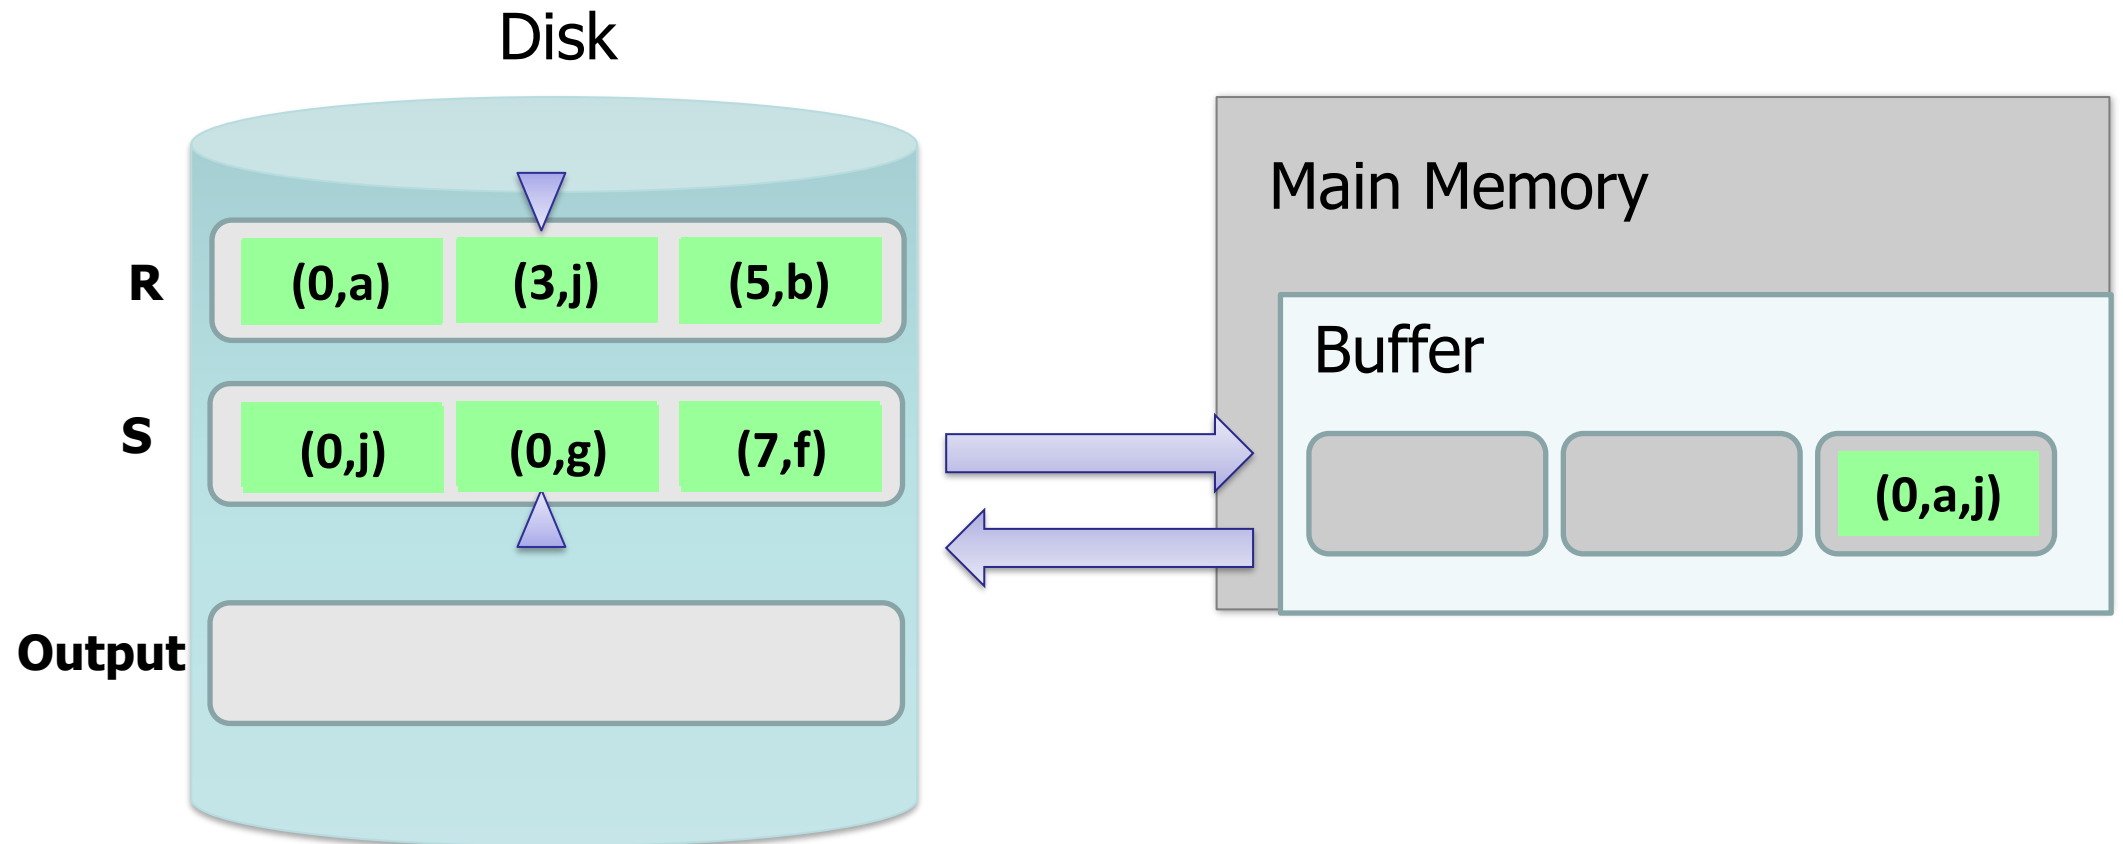 Disk
Main Memory
R
(0,a) (3,j) (5,b)
Buffer
S
(0,j) (0,g) (7,f)
(0,a,j)
Output